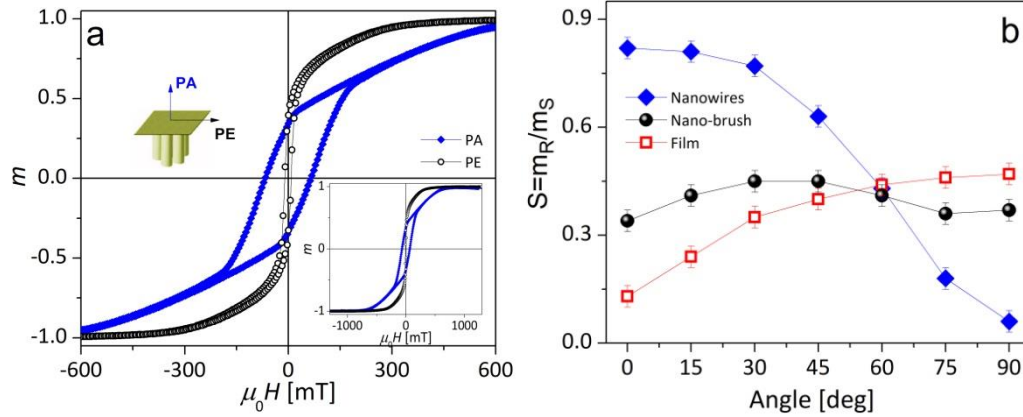 a
1.0
0.5
0.0
-0.5
-1.0
m
PA
PE
PA
PE
1
0
-1
m
-1000
0
1000
μ₀H [mT]
-600
-300
0
300
600
μ₀H [mT]
b
0.9
0.6
0.3
0.0
S=mR/mS
Nanowires
Nano-brush
Film
0
15
30
45
60
75
90
Angle [deg]